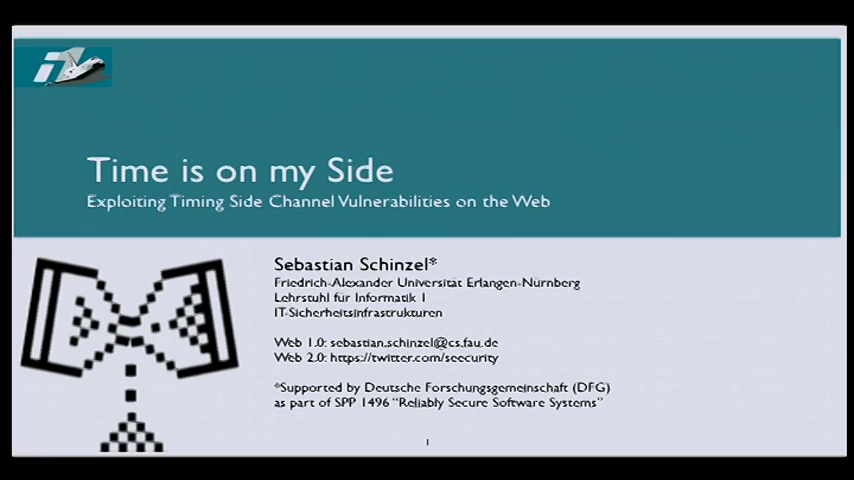 Time is on my Side
Exploiting Timing Side Channel Vulnerabilities on the Web
Sebastian Schinzel*
Friedrich-Alexander Universität Erlangen-Nürnberg
Lehrstuhl für Informatik 1
IT-Sicherheitsinfrastrukturen
Web 1.0: sebastian.schinzel@cs.fau.de
Web 2.0: https://twitter.com/seecurity
*Supported by Deutsche Forschungsgemeinschaft (DFG)
as part of SPP 1496 “Reliably Secure Software Systems”
1